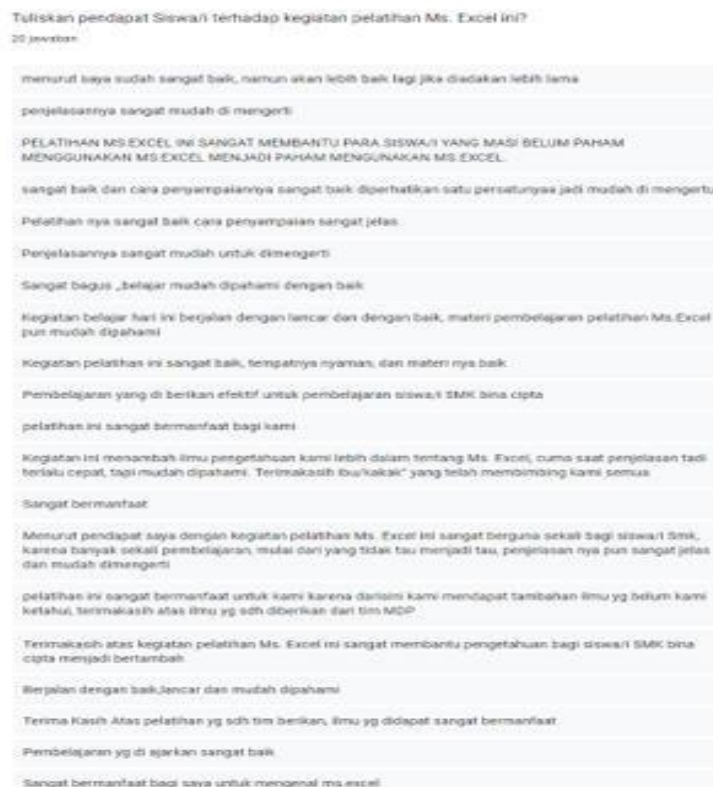 Tuliskan pendapat Siswa/i terhadap kegiatan pelatihan Ms. Excel ini?
20 jawaban
menurut saya sudah sangat baik, namun akan lebih baik lagi jika diadakan lebih lama
penjelasannya sangat mudah di mengerti
PELATIHAN MS.EXCEL INI SANGAT MEMBANTU PARA SISWA/I YANG MASI BELUM PAHAM
MENGGUNAKAN MS.EXCEL MENJADI PAHAM MENGUNAKAN MS.EXCEL.
sangat baik dan cara penyampaiannya sangat baik diperhatikan satu persatunyaa jadi mudah di mengertu
Pelatihan nya sangat baik cara penyampaian sangat jelas
Penjelasannya sangat mudah untuk dimengerti
Sangat bagus ,,belajar mudah dipahami dengan baik
Kegiatan belajar hari ini berjalan dengan lancar dan dengan baik, materi pembelajaran pelatihan Ms.Excel
pun mudah dipahami
Kegiatan pelatihan ini sangat baik, tempatnya nyaman, dan materi nya baik
Pembelajaran yang di berikan efektif untuk pembelajaran siswa/i SMK bina cipta
pelatihan ini sangat bermanfaat bagi kami
Kegiatan ini menambah ilmu pengetahuan kami lebih dalam tentang Ms. Excel, cuma saat penjelasan tadi
terlalu cepat, tapi mudah dipahami. Terimakasih ibu/kakak" yang telah membimbing kami semua
Sangat bermanfaat
Menurut pendapat saya dengan kegiatan pelatihan Ms. Excel ini sangat berguna sekali bagi siswa/i Smk,
karena banyak sekali pembelajaran, mulai dari yang tidak tau menjadi tau, penjelasan nya pun sangat jelas
dan mudah dimengerti
pelatihan ini sangat bermanfaat untuk kami karena darisini kami mendapat tambahan ilmu yg belum kami
ketahui, terimakasih atas ilmu yg sdh diberikan dari tim MDP
Terimakasih atas kegiatan pelatihan Ms. Excel ini sangat membantu pengetahuan bagi siswa/i SMK bina
cipta menjadi bertambah
Berjalan dengan baik,lancar dan mudah dipahami
Terima Kasih Atas pelatihan yg sdh tim berikan, ilmu yg didapat sangat bermanfaat
Pembelajaran yg di ajarkan sangat baik
Sangat bermanfaat bagi saya untuk mengenal ms.excel